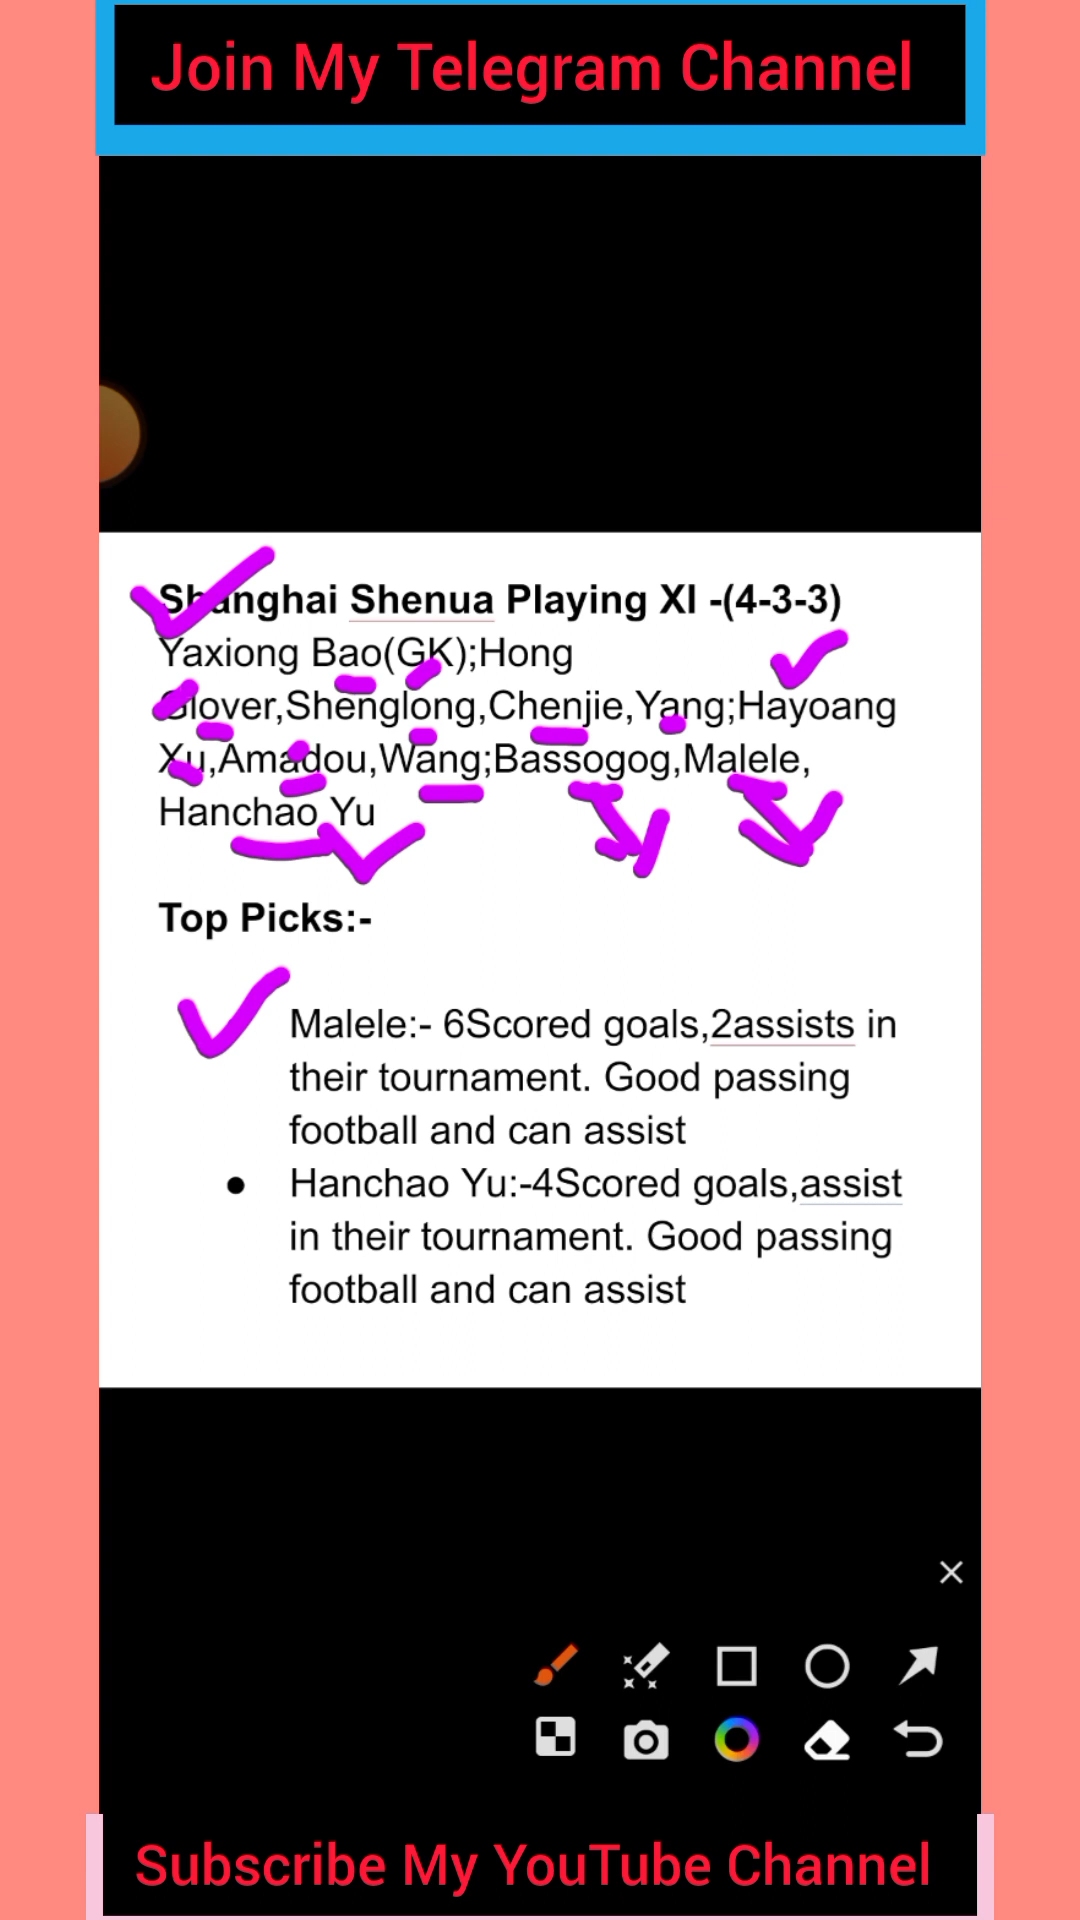 Join My Telegram Channel
Shanghai Shenua Playing XI -(4-3-3)
Yaxiong Bao(GK);Hong
Glover,Shenglong,Chenjie,Yang;Hayoang
Xu,Amadou,Wang;Bassogog,Malele,
Hanchao Yu
Top Picks:-
Malele:- 6Scored goals,2assists in
their tournament. Good passing
football and can assist
● Hanchao Yu:-4Scored goals,assist
in their tournament. Good passing
football and can assist
Subscribe My YouTube Channel